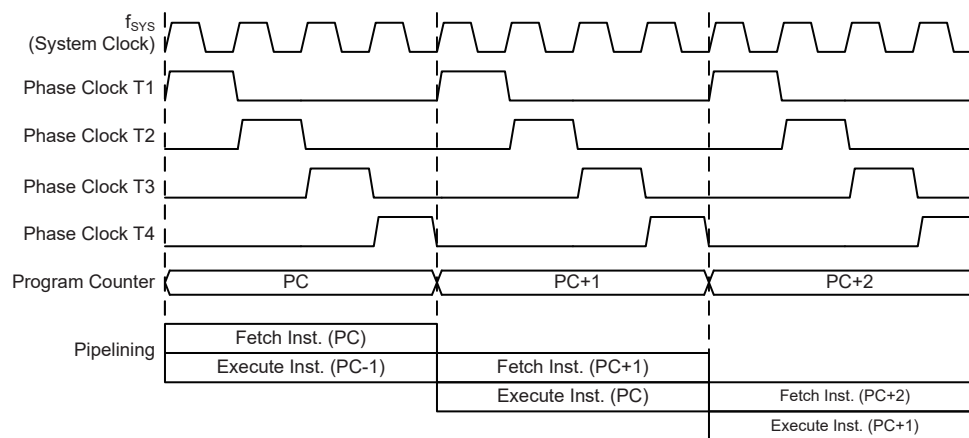 fSYS
(System Clock)
Phase Clock T1
Phase Clock T2
Phase Clock T3
Phase Clock T4
Program Counter
PC
PC+1
PC+2
Pipelining
Fetch Inst. (PC)
Execute Inst. (PC-1)
Fetch Inst. (PC+1)
Execute Inst. (PC)
Fetch Inst. (PC+2)
Execute Inst. (PC+1)